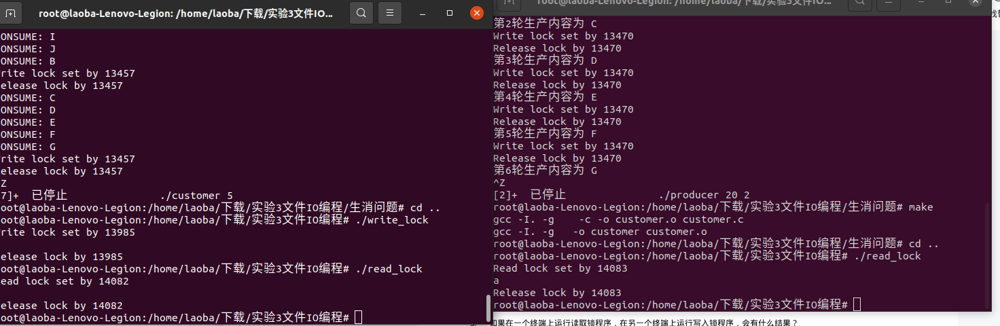 root@laoba-Lenovo-Legion: /home/laoba/下载/实验3文件IO...
ONSUME: I
ONSUME: J
ONSUME: B
rite lock set by 13457
elease lock by 13457
ONSUME: C
ONSUME: D
ONSUME: E
ONSUME: F
ONSUME: G
rite lock set by 13457
elease lock by 13457
Z
7]+ 已停止 ./customer 5
oot@laoba-Lenovo-Legion:/home/laoba/下载/实验3文件IO编程/生消问题# cd ..
oot@laoba-Lenovo-Legion:/home/laoba/下载/实验3文件IO编程# ./write_lock
rite lock set by 13985
elease lock by 13985
oot@laoba-Lenovo-Legion:/home/laoba/下载/实验3文件IO编程# ./read_lock
ead lock set by 14082
elease lock by 14082
oot@laoba-Lenovo-Legion:/home/laoba/下载/实验3文件IO编程#
root@laoba-Lenovo-Legion: /home/laoba/下载/实验3文件IO...
第2轮生产内容为 C
Write lock set by 13470
Release lock by 13470
第3轮生产内容为 D
Write lock set by 13470
Release lock by 13470
第4轮生产内容为 E
Write lock set by 13470
Release lock by 13470
第5轮生产内容为 F
Write lock set by 13470
Release lock by 13470
第6轮生产内容为 G
^Z
[2]+ 已停止 ./producer 20 2
root@laoba-Lenovo-Legion:/home/laoba/下载/实验3文件IO编程/生消问题# make
gcc -I. -g -c -o customer.o customer.c
gcc -I. -g -o customer customer.o
root@laoba-Lenovo-Legion:/home/laoba/下载/实验3文件IO编程/生消问题# cd ..
root@laoba-Lenovo-Legion:/home/laoba/下载/实验3文件IO编程# ./read_lock
Read lock set by 14083
a
Release lock by 14083
root@laoba-Lenovo-Legion:/home/laoba/下载/实验3文件IO编程#
如果在一个终端上运行读取锁程序，在另一个终端上运行写入锁程序，会有什么结果？